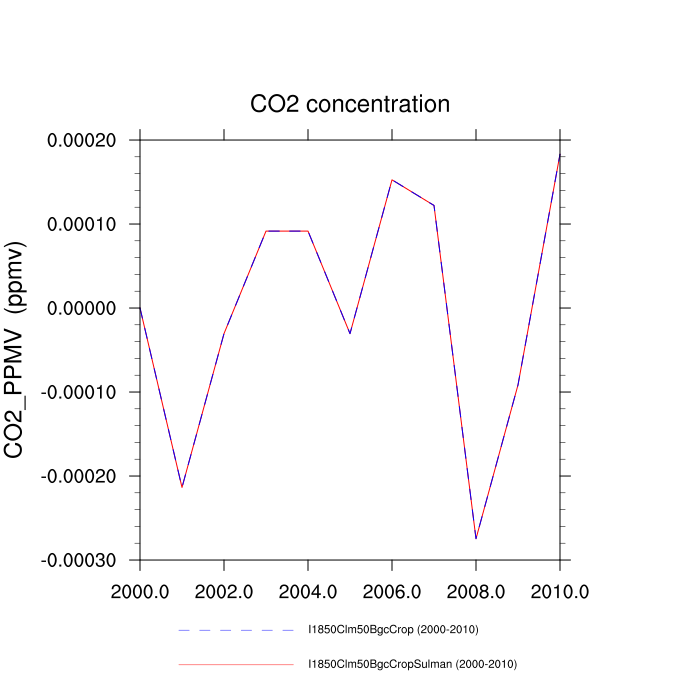 CO2 concentration
CO2_PPMV (ppmv)
0.00020
0.00010
0.00000
-0.00010
-0.00020
-0.00030
2000.0 2002.0 2004.0 2006.0 2008.0 2010.0
I1850Clm50BgcCrop (2000-2010)
I1850Clm50BgcCropSulman (2000-2010)